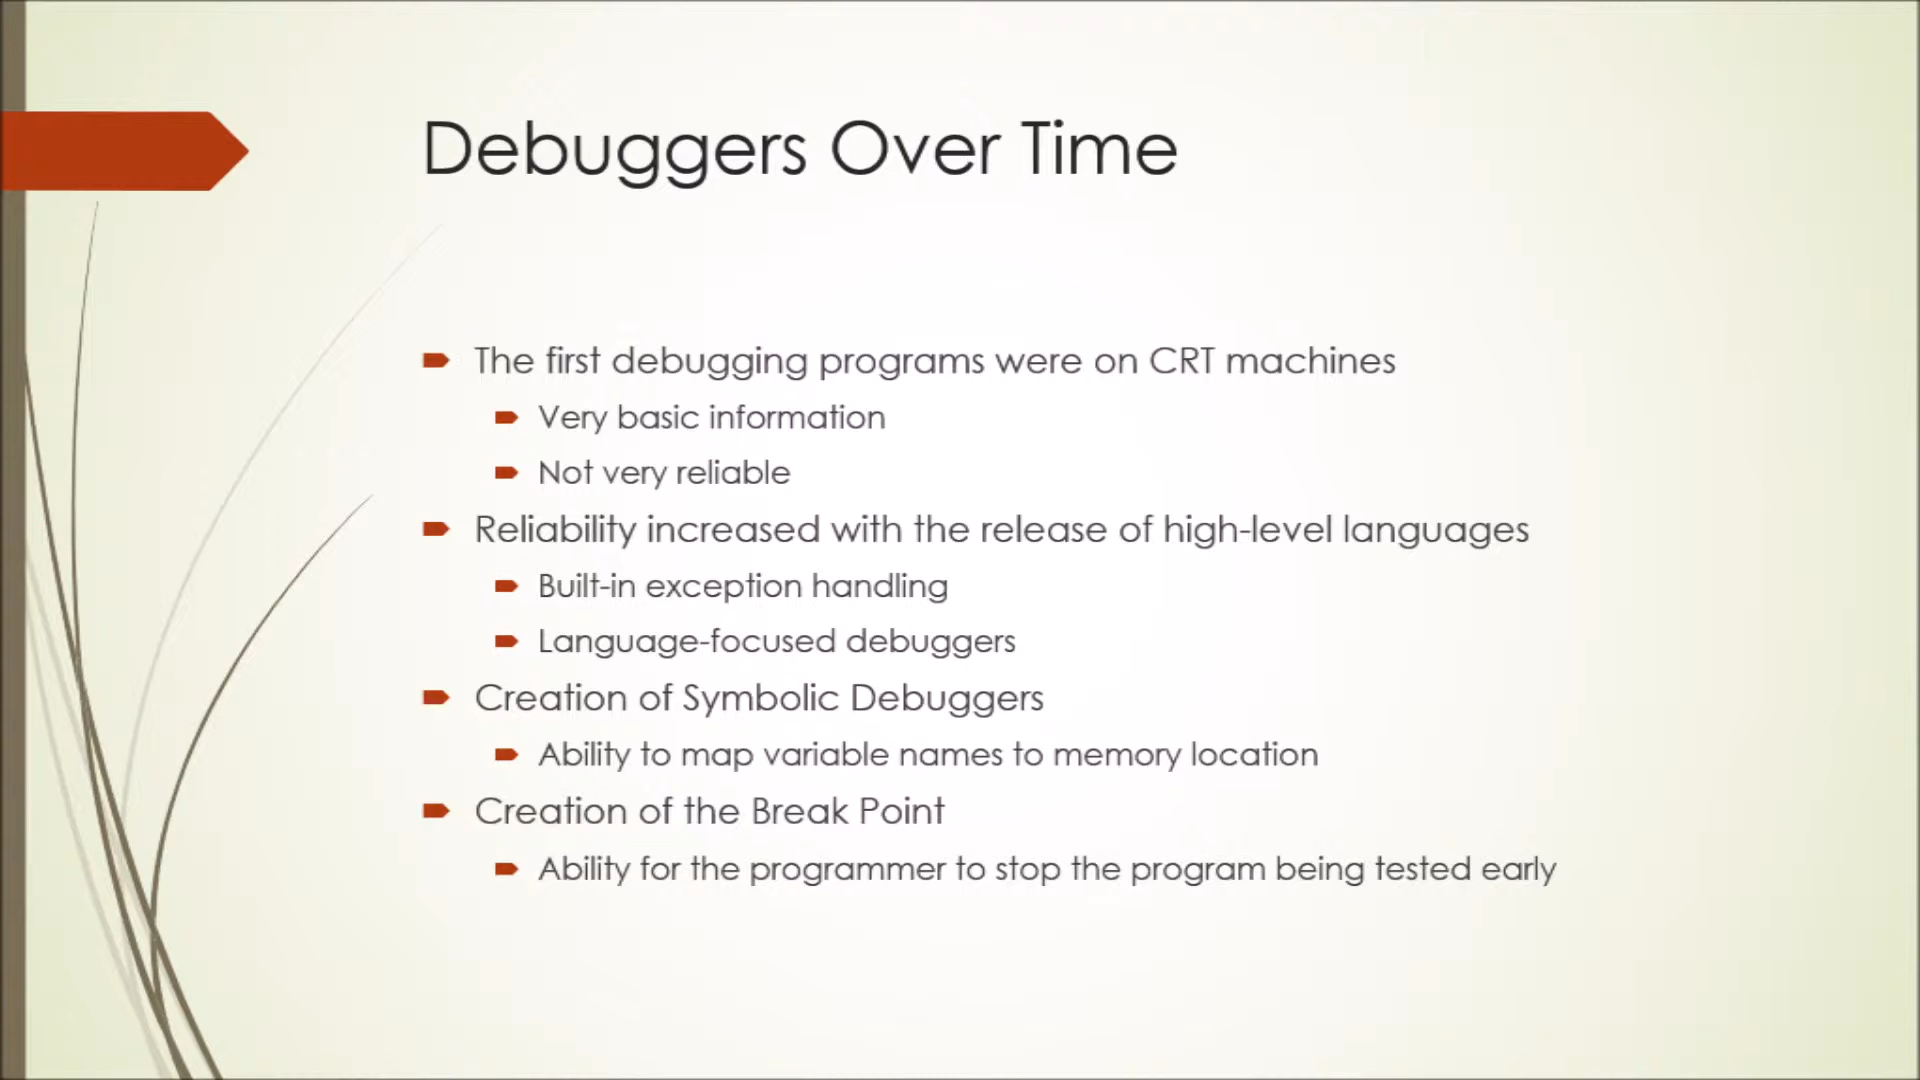 Debuggers Over Time
The first debugging programs were on CRT machines
Very basic information
Not very reliable
Reliability increased with the release of high-level languages
Built-in exception handling
Language-focused debuggers
Creation of Symbolic Debuggers
Ability to map variable names to memory location
Creation of the Break Point
Ability for the programmer to stop the program being tested early